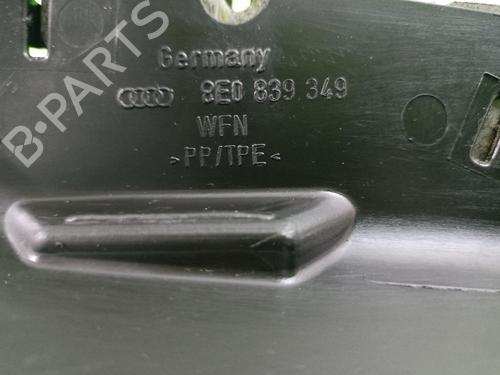 B-PARTS
Germany
8E0 839 349
WFN
>PP/TPE<